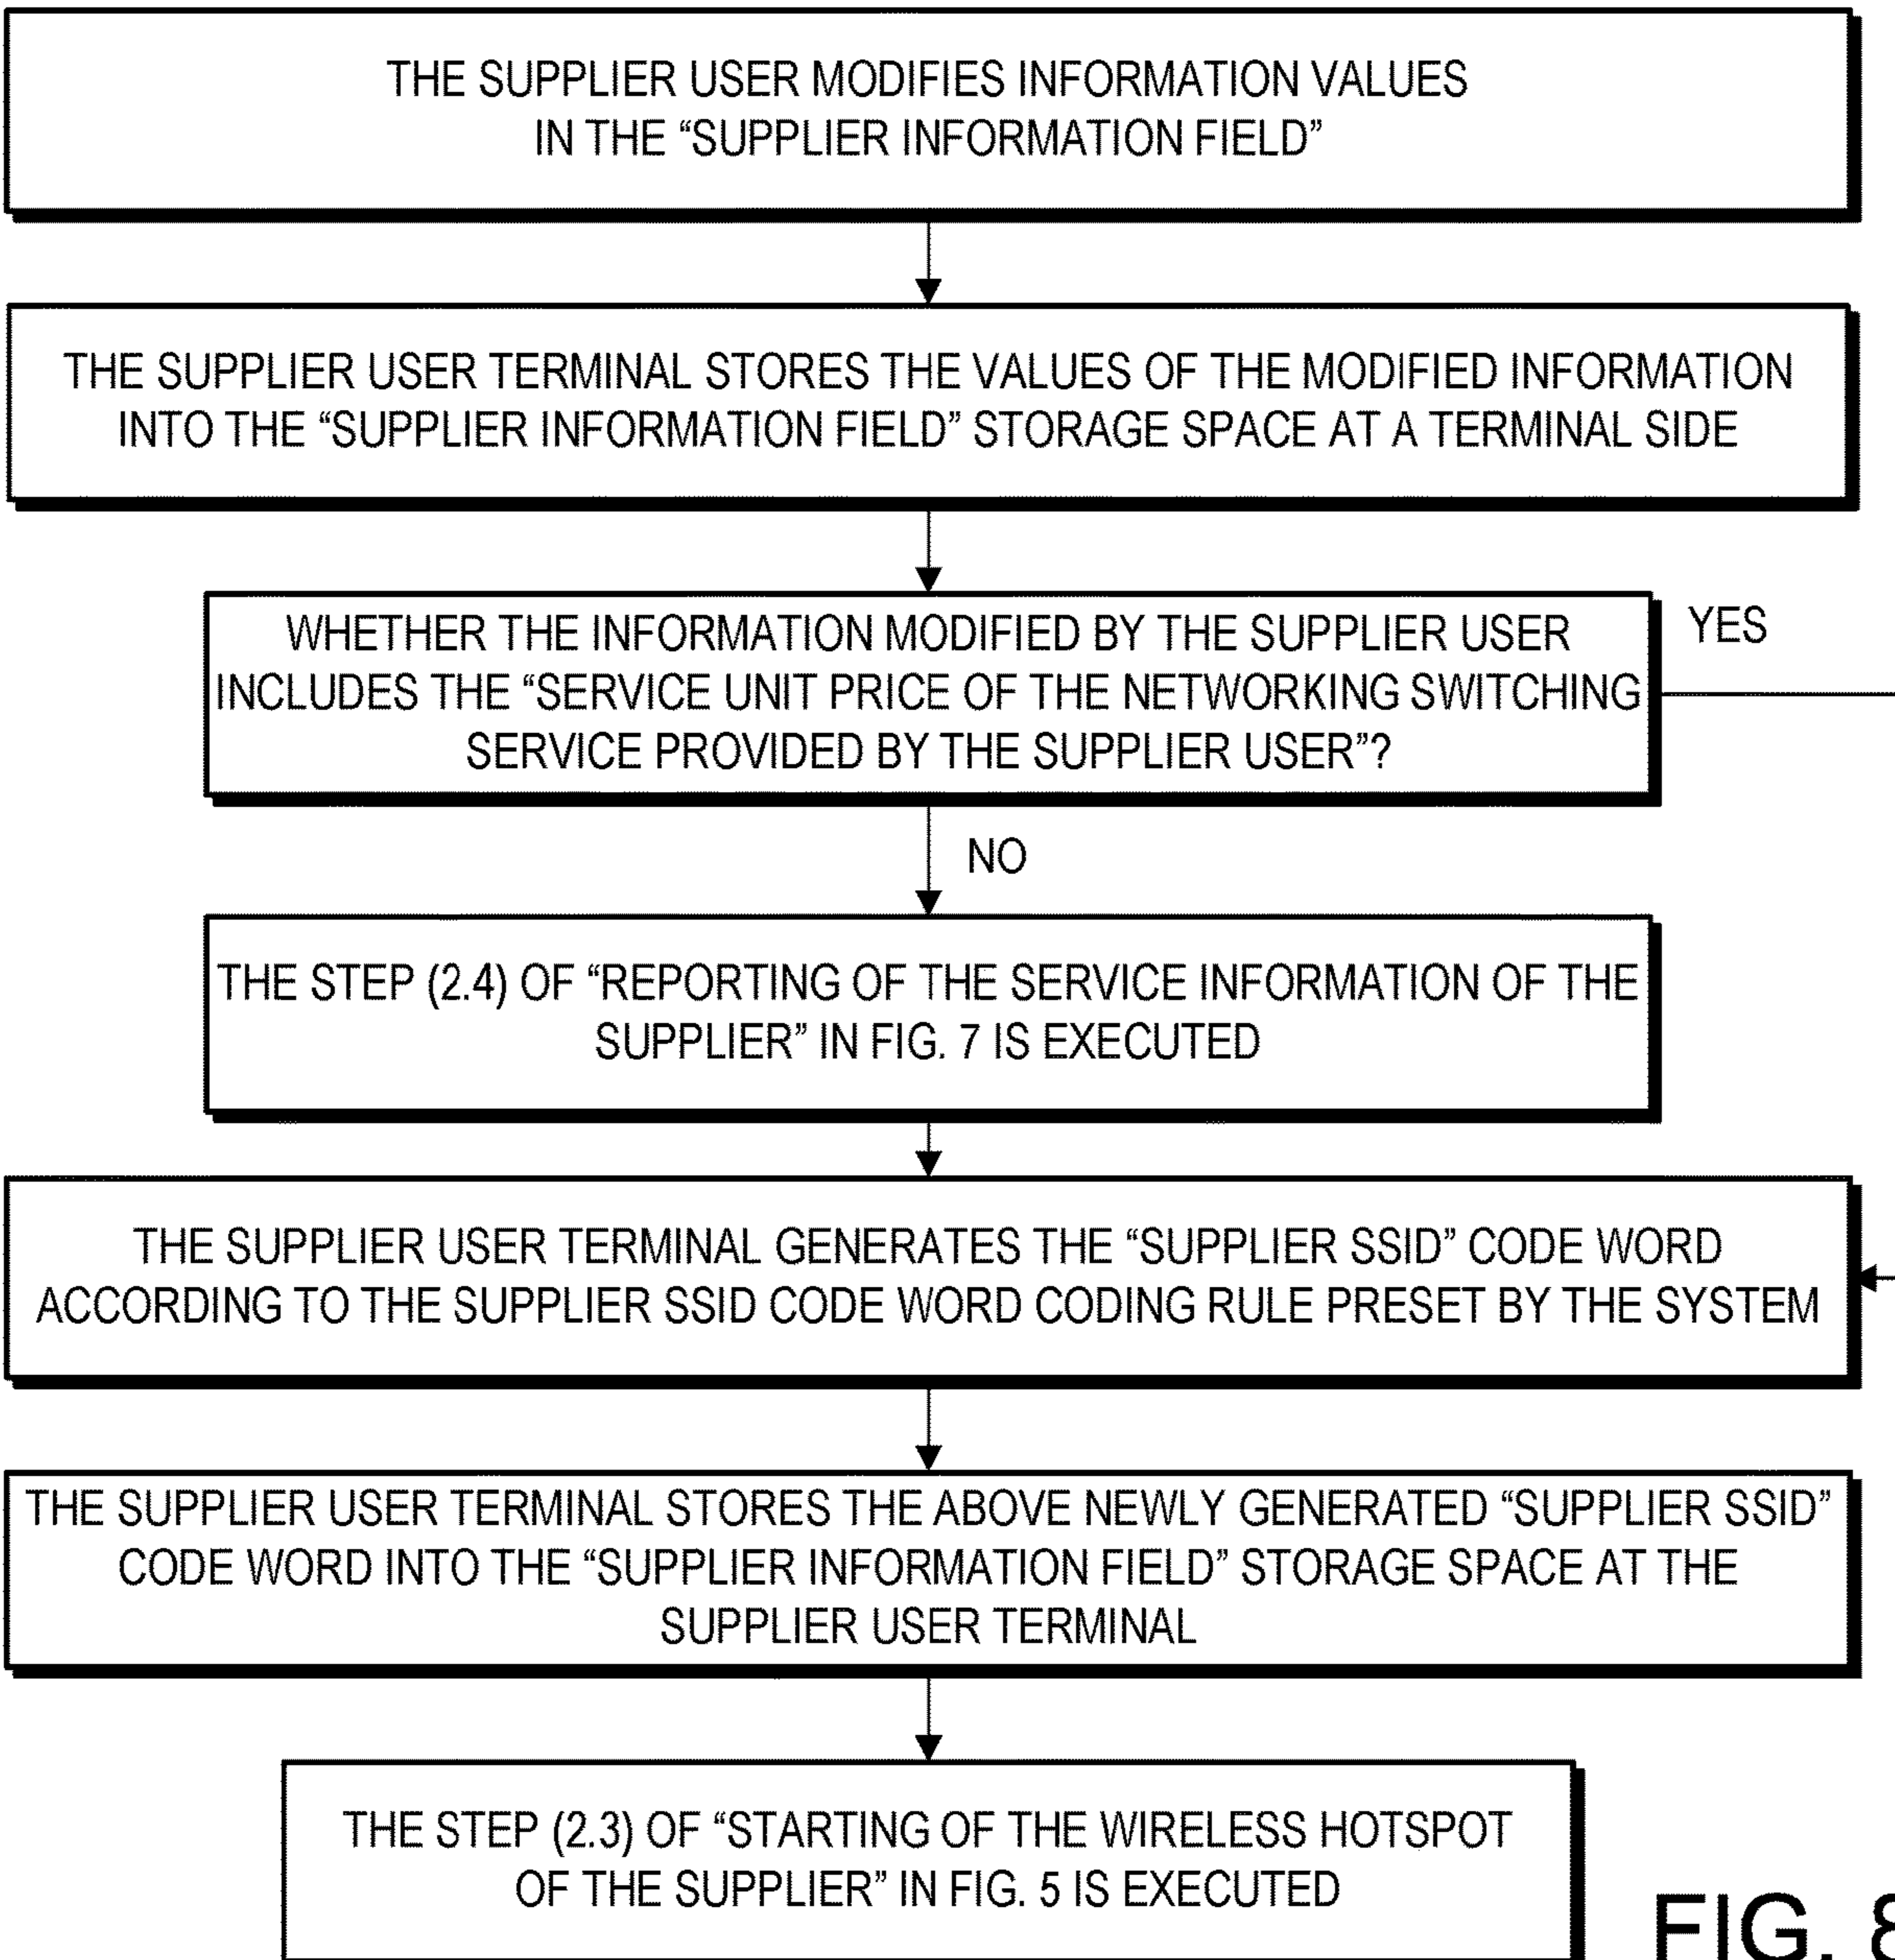 THE SUPPLIER USER MODIFIES INFORMATION VALUES
IN THE “SUPPLIER INFORMATION FIELD”
THE SUPPLIER USER TERMINAL STORES THE VALUES OF THE MODIFIED INFORMATION
INTO THE “SUPPLIER INFORMATION FIELD” STORAGE SPACE AT A TERMINAL SIDE
WHETHER THE INFORMATION MODIFIED BY THE SUPPLIER USER
INCLUDES THE “SERVICE UNIT PRICE OF THE NETWORKING SWITCHING
SERVICE PROVIDED BY THE SUPPLIER USER”?
YES
NO
THE STEP (2.4) OF “REPORTING OF THE SERVICE INFORMATION OF THE
SUPPLIER” IN FIG. 7 IS EXECUTED
THE SUPPLIER USER TERMINAL GENERATES THE “SUPPLIER SSID” CODE WORD
ACCORDING TO THE SUPPLIER SSID CODE WORD CODING RULE PRESET BY THE SYSTEM
THE SUPPLIER USER TERMINAL STORES THE ABOVE NEWLY GENERATED “SUPPLIER SSID”
CODE WORD INTO THE “SUPPLIER INFORMATION FIELD” STORAGE SPACE AT THE
SUPPLIER USER TERMINAL
THE STEP (2.3) OF “STARTING OF THE WIRELESS HOTSPOT
OF THE SUPPLIER” IN FIG. 5 IS EXECUTED
FIG. 8